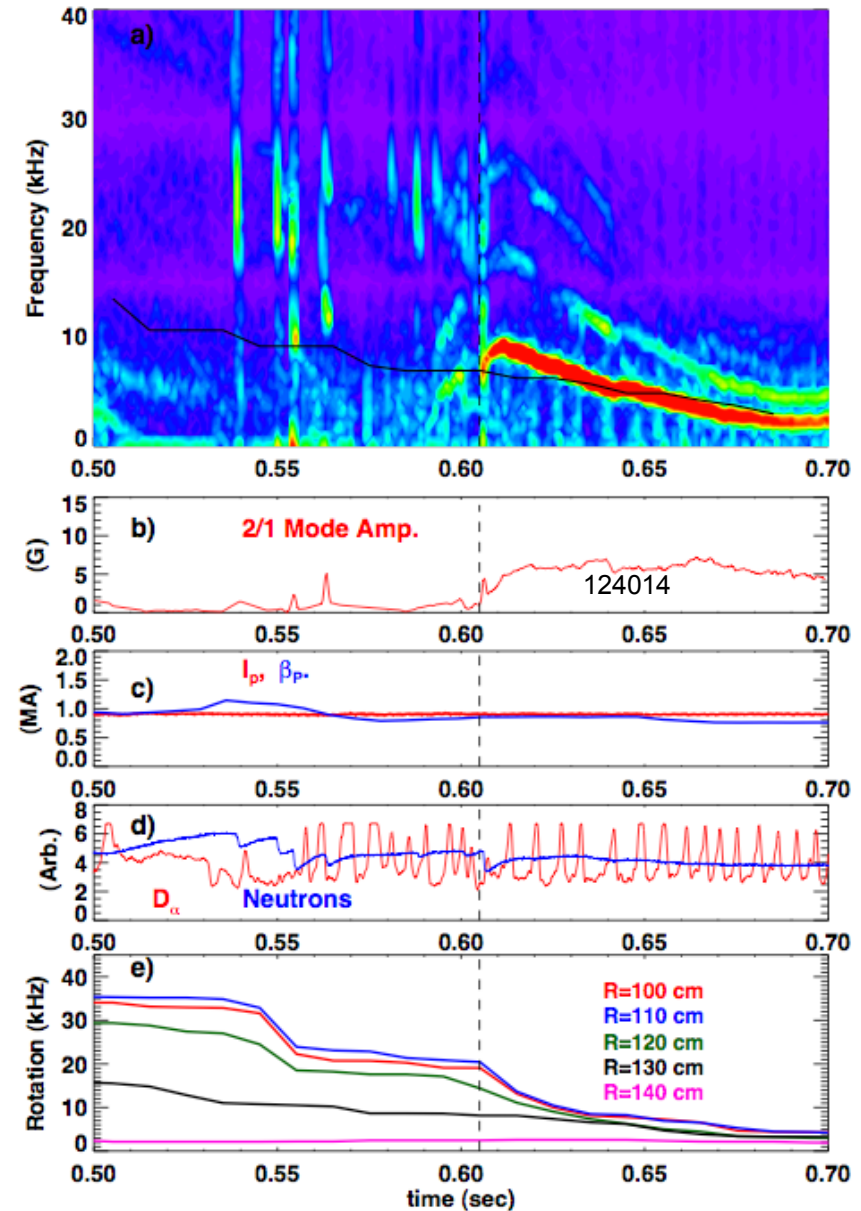 40
a)
30
20
10
0
Frequency (kHz)
0.50 0.55 0.60 0.65 0.70
15
b) 2/1 Mode Amp.
10
(G)
5
124014
0
0.50 0.55 0.60 0.65 0.70
2.0
Ip, βP.
1.5
c)
(MA)
1.0
0.5
0.0
0.50 0.55 0.60 0.65 0.70
8
d)
6
(Arb.)
4
2
Dα Neutrons
0
0.50 0.55 0.60 0.65 0.70
e)
40
R=100 cm
R=110 cm
30
R=120 cm
20
R=130 cm
R=140 cm
10
0
Rotation (kHz)
0.50 0.55 0.60 0.65 0.70
time (sec)